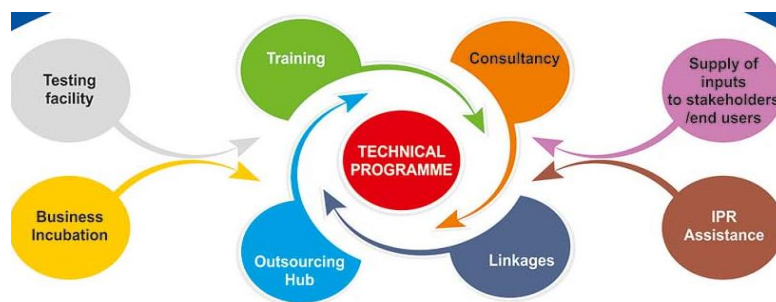 Testing
facility
Training
Consultancy
Supply of
inputs
to stakeholders
/end users
TECHNICAL
PROGRAMME
Business
Incubation
Outsourcing
Hub
Linkages
IPR
Assistance